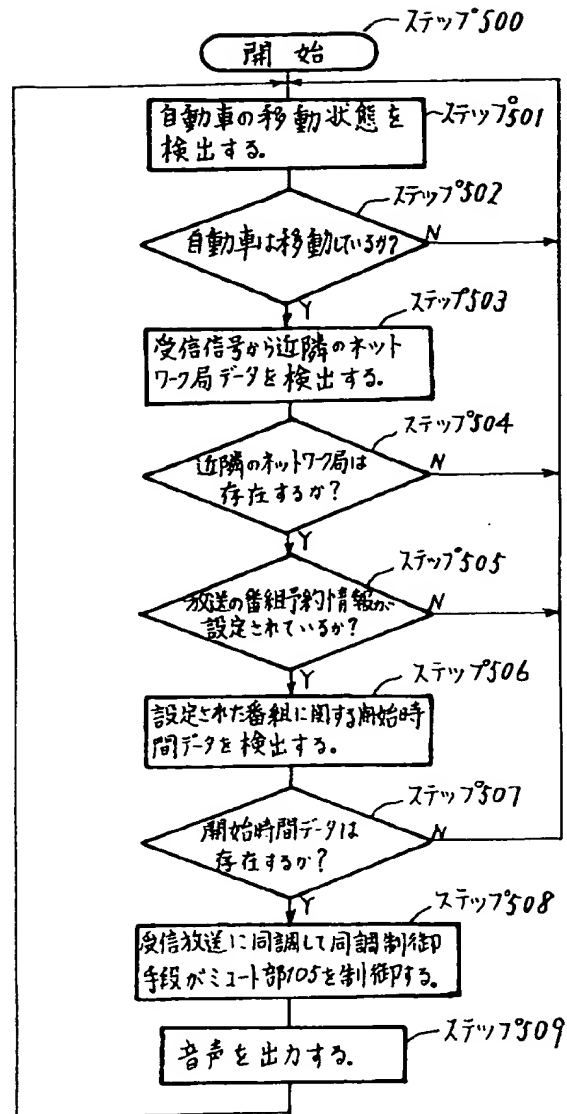 ステップ500
開始
自動車の移動状態を
検出する。
ステップ501
ステップ502
自動車は移動しているか?
N
Y
ステップ503
受信信号から近隣のネット
ワーク局データを検出する。
ステップ504
近隣のネットワーク局は
存在するか?
N
Y
ステップ505
放送の番組予約情報が
設定されているか?
N
Y
ステップ506
設定された番組に関する開始時
間データを検出する。
ステップ507
開始時間データは
存在するか?
N
Y
ステップ508
受信放送に同調して同調制御
手段がミュート部105を制御する。
ステップ509
音声を出力する。